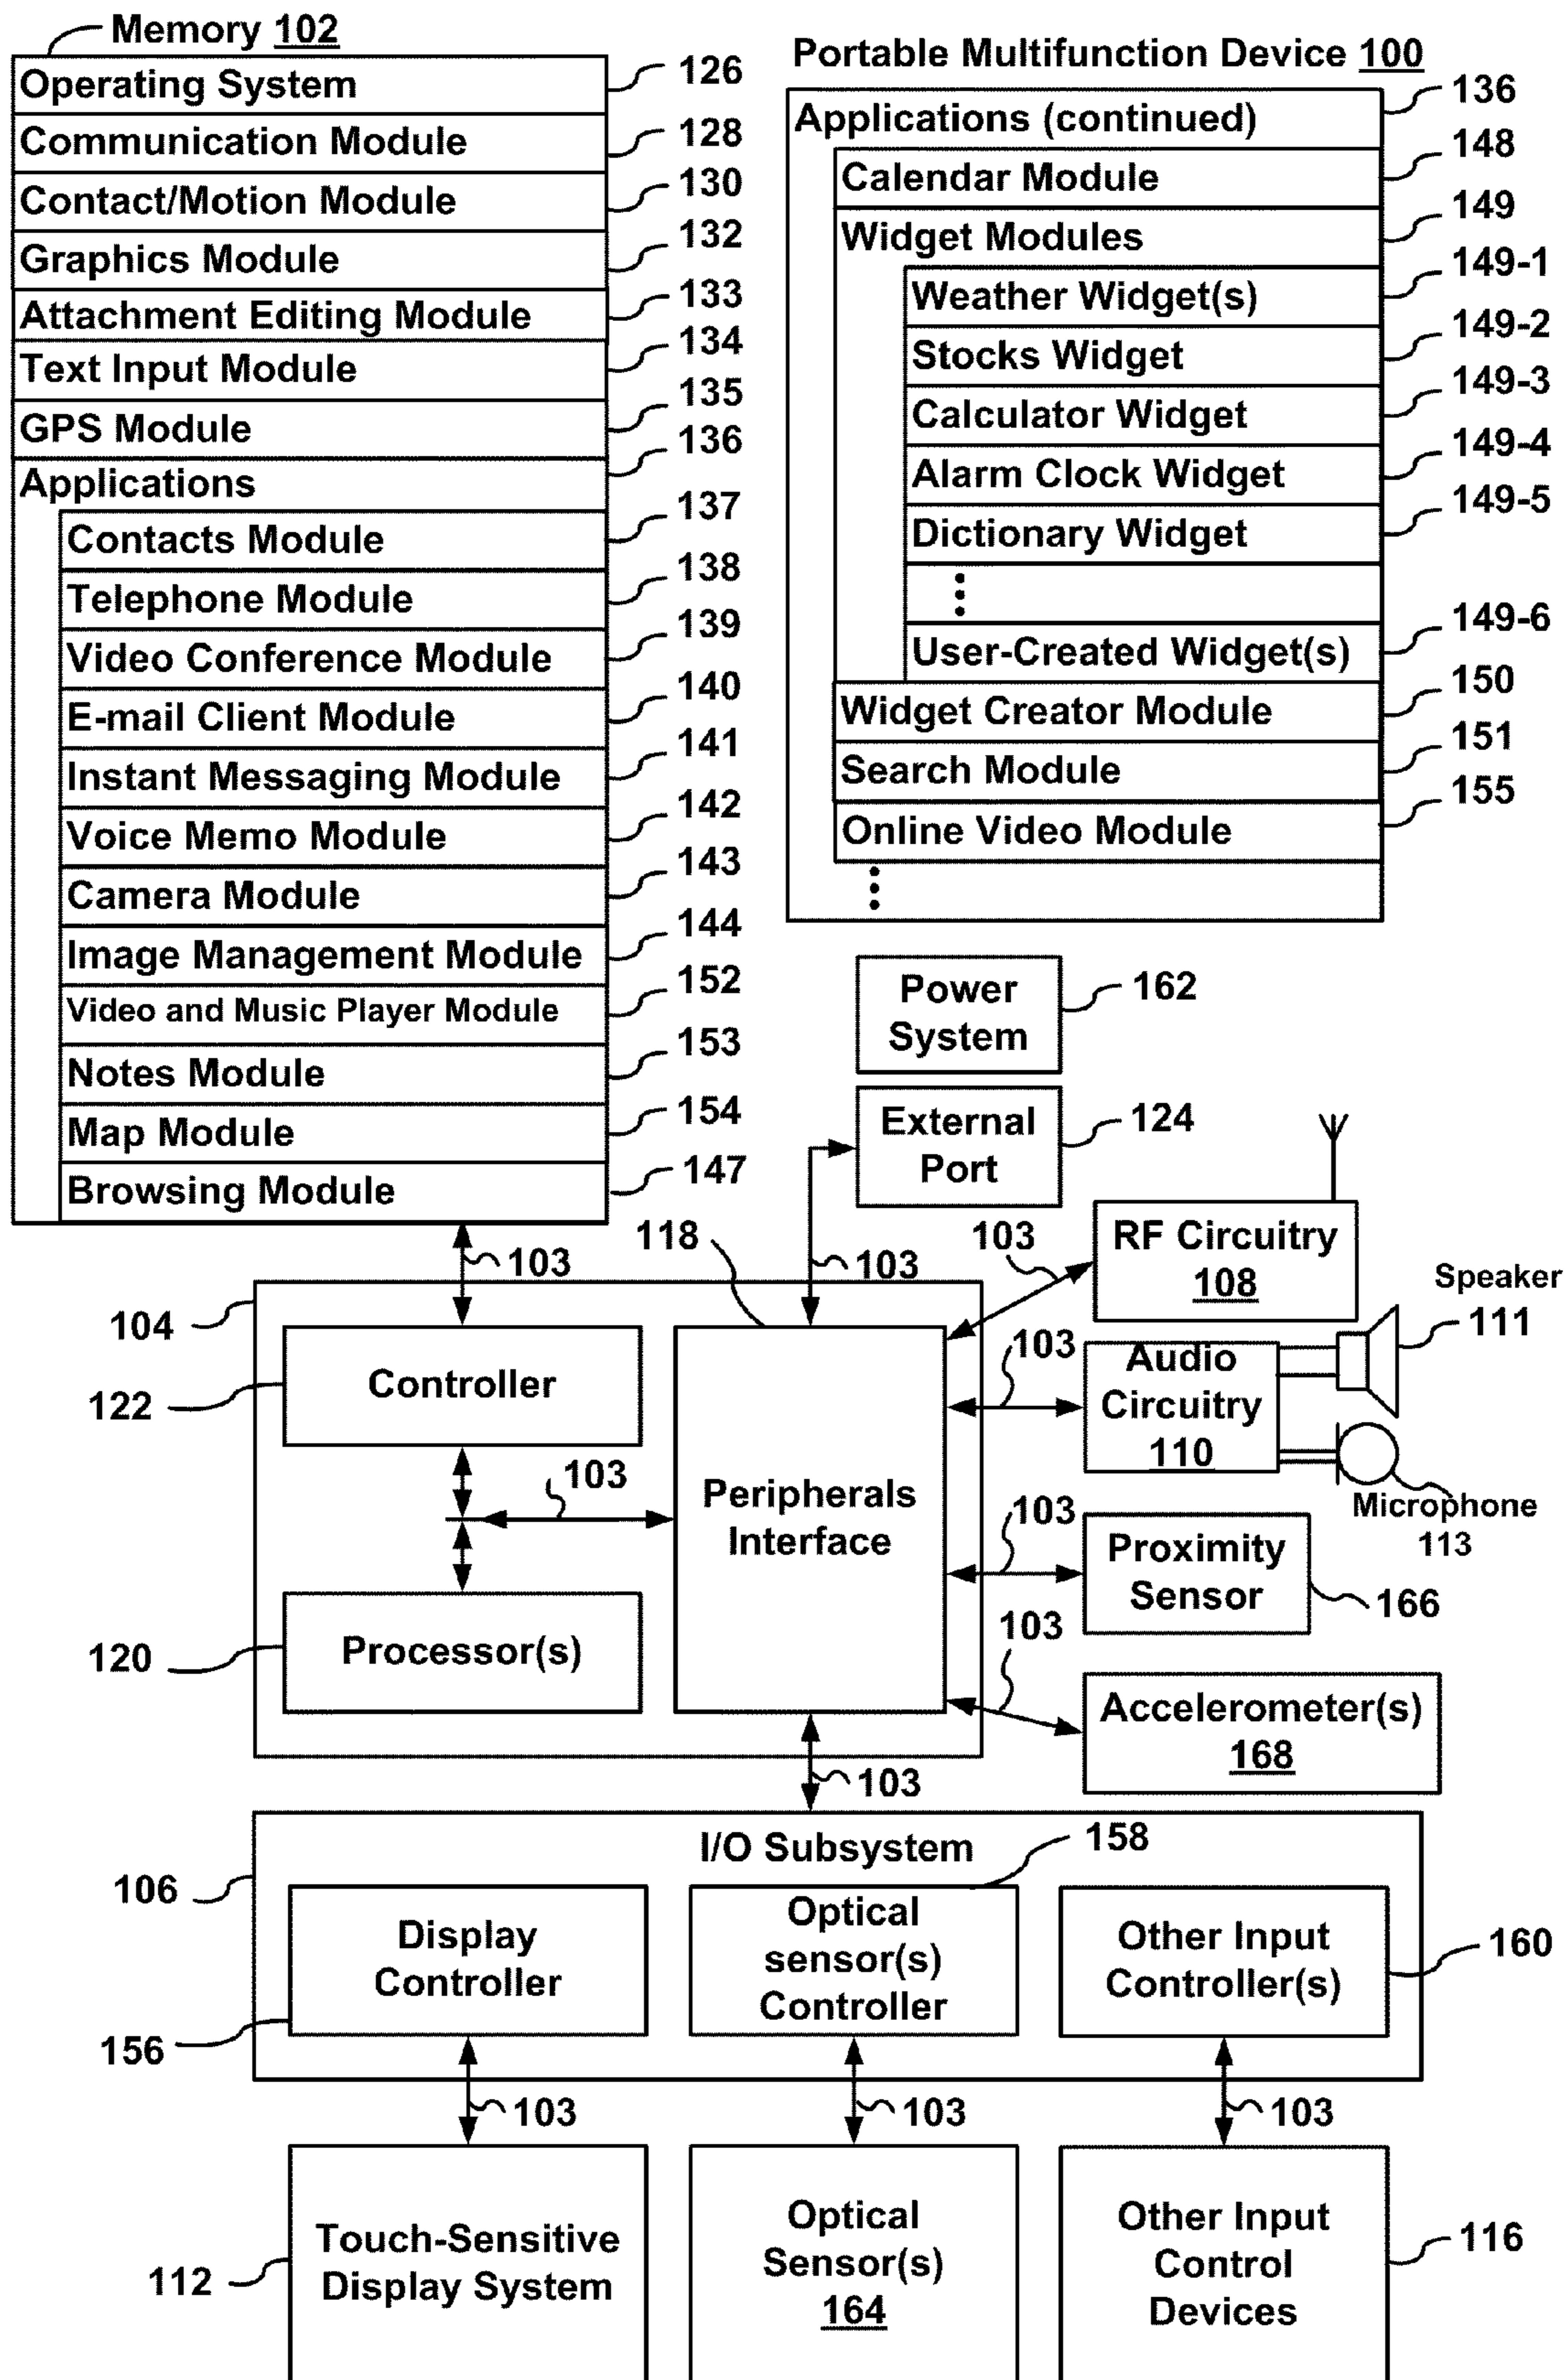 Memory 102
Operating System 126
Communication Module 128
Contact/Motion Module 130
Graphics Module 132
Attachment Editing Module 133
Text Input Module 134
GPS Module 135
Applications 136
Contacts Module 137
Telephone Module 138
Video Conference Module 139
E-mail Client Module 140
Instant Messaging Module 141
Voice Memo Module 142
Camera Module 143
Image Management Module 144
Video and Music Player Module 152
Notes Module 153
Map Module 154
Browsing Module 147
Portable Multifunction Device 100
Applications (continued) 136
Calendar Module 148
Widget Modules 149
Weather Widget(s) 149-1
Stocks Widget 149-2
Calculator Widget 149-3
Alarm Clock Widget 149-4
Dictionary Widget 149-5
User-Created Widget(s) 149-6
Widget Creator Module 150
Search Module 151
Online Video Module 155
Power
System
162
External
Port
124
103
118
103
103
RF Circuitry
108
Speaker
111
104
Controller
122
103
Audio
Circuitry
110
Microphone
113
103
Peripherals
Interface
103
Proximity
Sensor
166
Processor(s)
120
103
Accelerometer(s)
168
103
I/O Subsystem
158
106
Display
Controller
156
Optical
sensor(s)
Controller
Other Input
Controller(s)
160
103
103
103
Touch-Sensitive
Display System
112
Optical
Sensor(s)
164
Other Input
Control
Devices
116